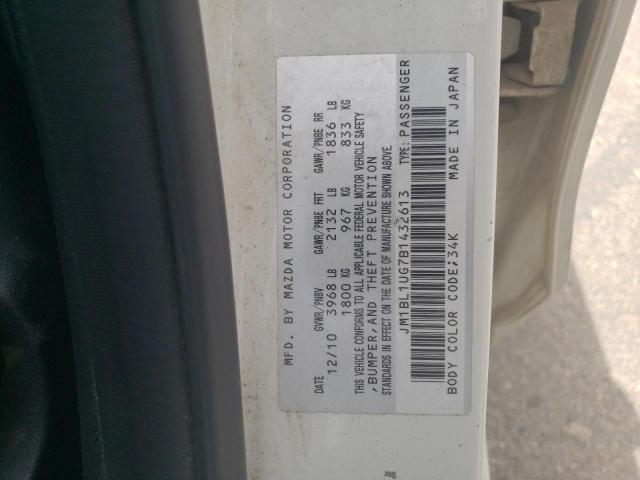 MFD. BY MAZDA MOTOR CORPORATION
DATE GVWR/PNBV GAWR/PNBE FRT GAWR/PNBE RR
12/10 3968 LB 2132 LB 1836 LB
1800 KG 967 KG 833 KG
THIS VEHICLE CONFORMS TO ALL APPLICABLE FEDERAL MOTOR VEHICLE SAFETY
,BUMPER,AND THEFT PREVENTION
STANDARDS IN EFFECT ON THE DATE OF MANUFACTURE SHOWN ABOVE.
JM1BL1UG7B1432613 TYPE: PASSENGER
BODY COLOR CODE;34K MADE IN JAPAN